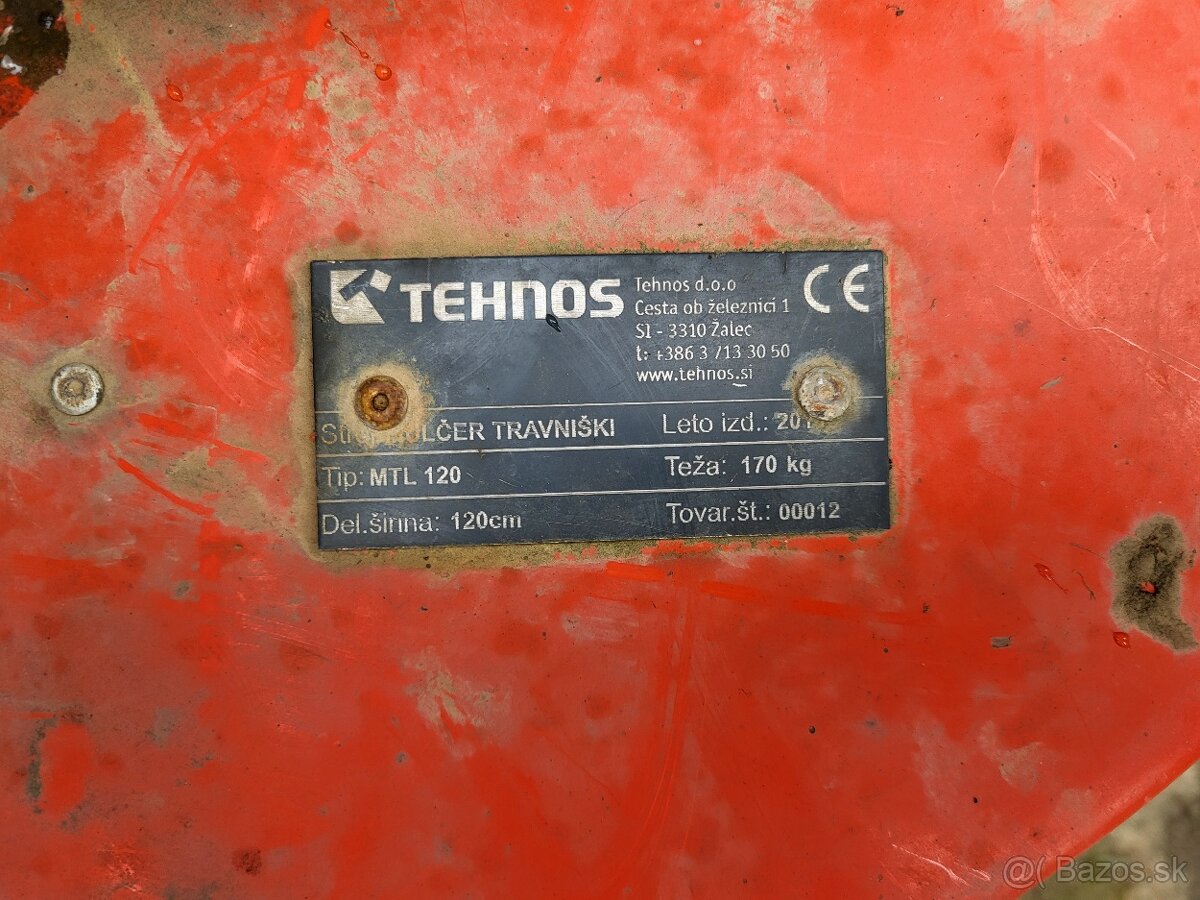 TEHNOS
Tehnos d.o.o
Cesta ob železnici 1
SI - 3310 Žalec
t: +386 3 713 30 50
www.tehnos.si
CE
TRAVNIŠKI Leto izd.:
Tip: MTL 120 Teža: 170 kg
Del.širina: 120cm Tovar.št.: 00012
@( Bazos.sk